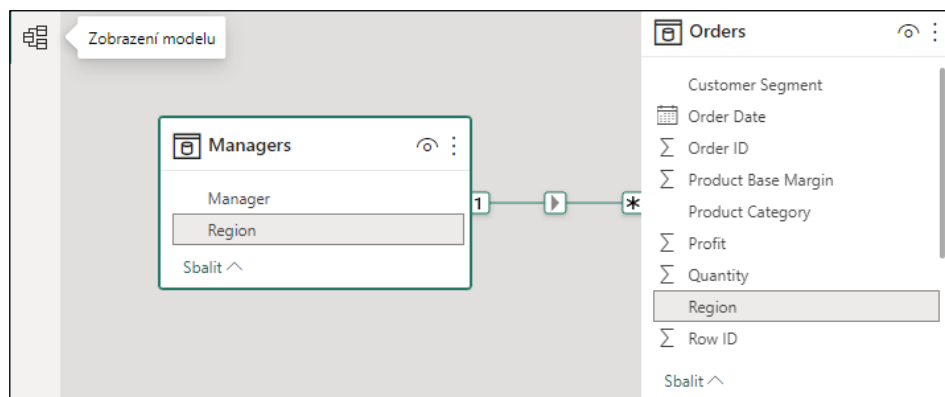 Zobrazení modelu
Managers
Manager
Region
Sbalit
1
*
Orders
Customer Segment
Order Date
Order ID
Product Base Margin
Product Category
Profit
Quantity
Region
Row ID
Sbalit